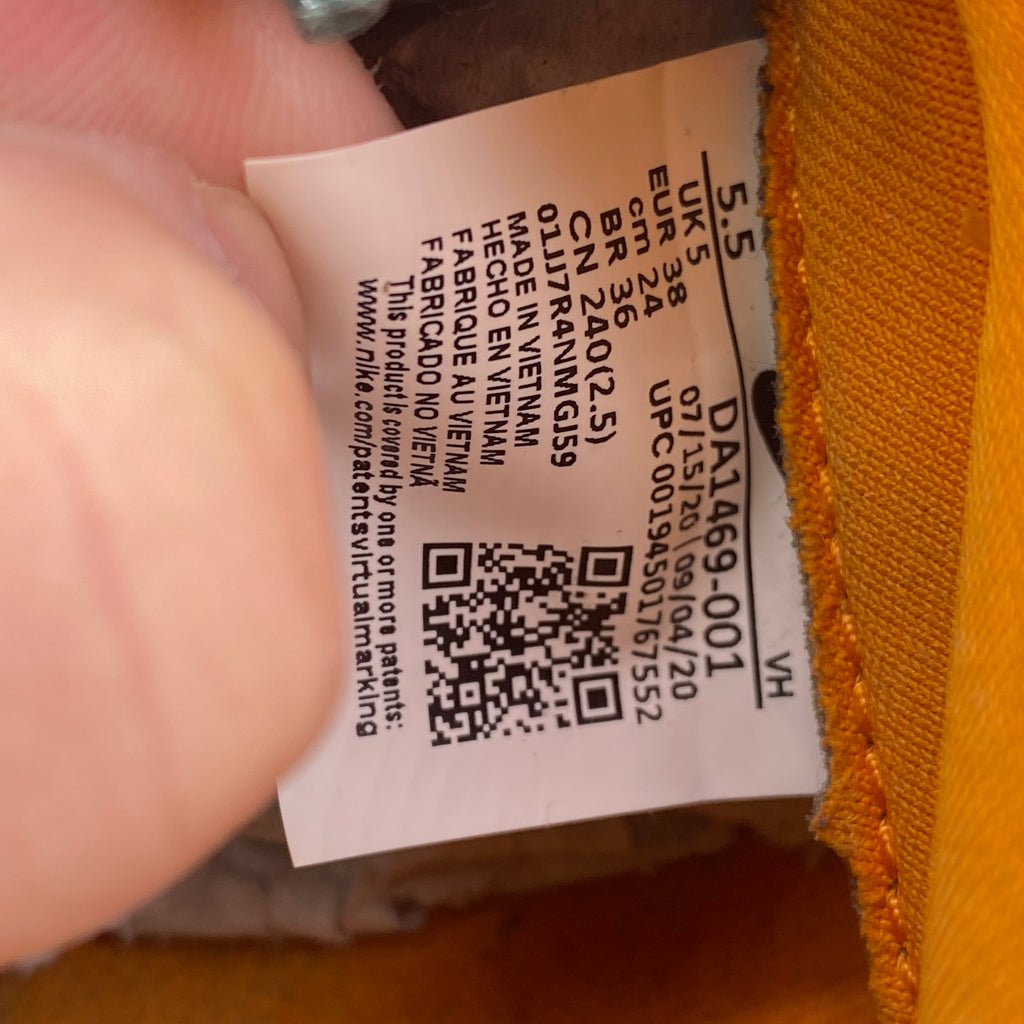 VH
5.5
DA1469-001
UK 5
07/15/20 | 09/04/20
EUR 38
UPC 00194501767552
cm 24
BR 36
CN 240(2.5)
01JJ7R4NMGJ59
MADE IN VIETNAM
HECHO EN VIETNAM
FABRIQUE AU VIETNAM
FABRICADO NO VIETNÃ
This product is covered by one or more patents:
www.nike.com/patentsvirtualmarking